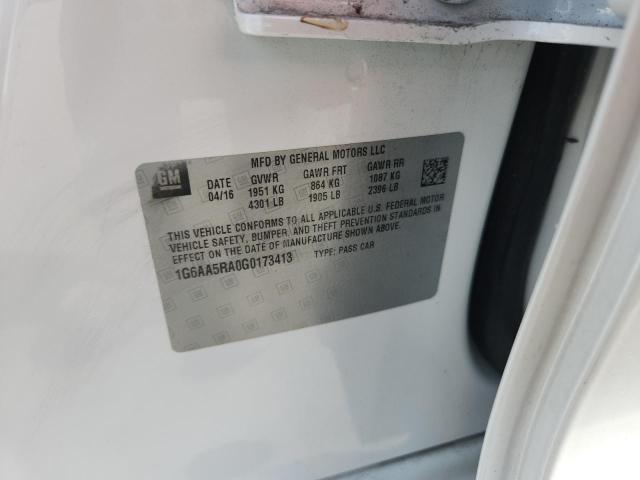 MFD BY GENERAL MOTORS LLC
GM
DATE GVWR GAWR FRT GAWR RR
04/16 1951 KG 864 KG 1087 KG
4301 LB 1905 LB 2396 LB
THIS VEHICLE CONFORMS TO ALL APPLICABLE U.S. FEDERAL MOTOR
VEHICLE SAFETY, BUMPER, AND THEFT PREVENTION STANDARDS IN
EFFECT ON THE DATE OF MANUFACTURE SHOWN ABOVE.
1G6AA5RA0G0173413 TYPE: PASS CAR